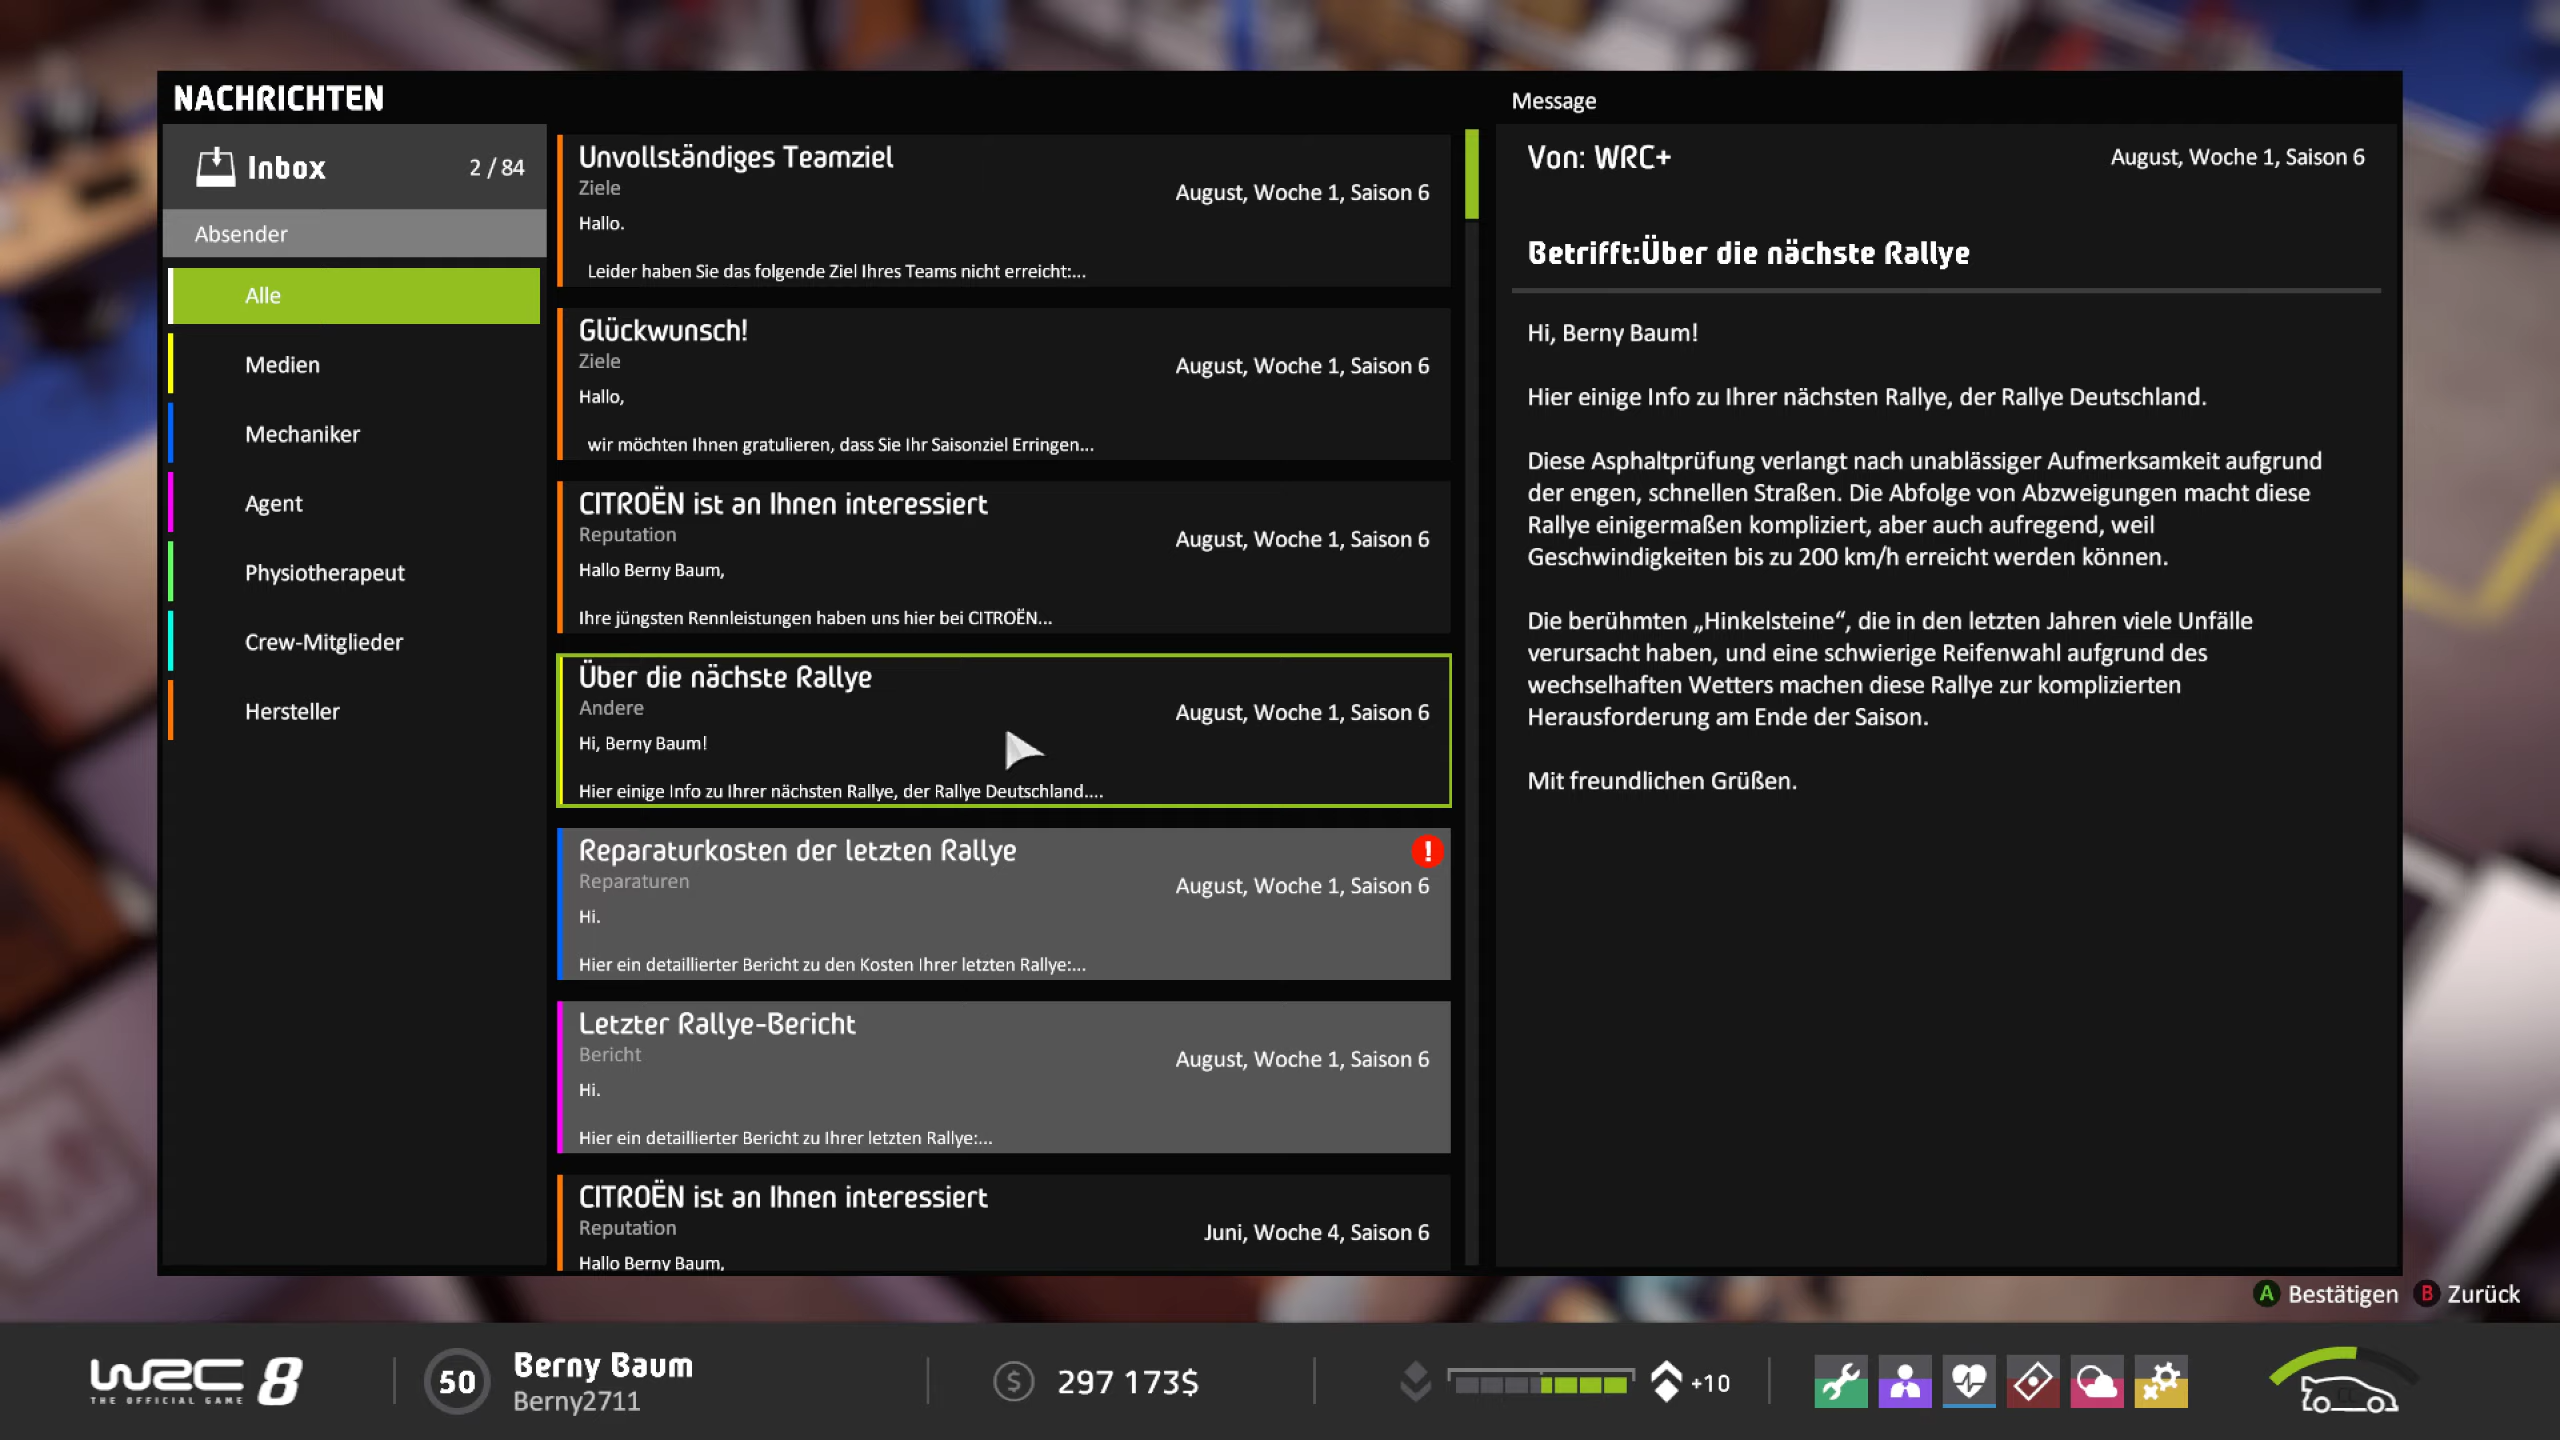 NACHRICHTEN
Inbox
2 / 84
Absender
Alle
Medien
Mechaniker
Agent
Physiotherapeut
Crew-Mitglieder
Hersteller
Unvollständiges Teamziel
Ziele
August, Woche 1, Saison 6
Hallo.
Leider haben Sie das folgende Ziel Ihres Teams nicht erreicht:...
Glückwunsch!
Ziele
August, Woche 1, Saison 6
Hallo,
wir möchten Ihnen gratulieren, dass Sie Ihr Saisonziel Erringen...
CITROËN ist an Ihnen interessiert
Reputation
August, Woche 1, Saison 6
Hallo Berny Baum,
Ihre jüngsten Rennleistungen haben uns hier bei CITROËN...
Über die nächste Rallye
Andere
August, Woche 1, Saison 6
Hi, Berny Baum!
Hier einige Info zu Ihrer nächsten Rallye, der Rallye Deutschland....
Reparaturkosten der letzten Rallye
Reparaturen
August, Woche 1, Saison 6
Hi.
Hier ein detaillierter Bericht zu den Kosten Ihrer letzten Rallye:...
Letzter Rallye-Bericht
Bericht
August, Woche 1, Saison 6
Hi.
Hier ein detaillierter Bericht zu Ihrer letzten Rallye:...
CITROËN ist an Ihnen interessiert
Reputation
Juni, Woche 4, Saison 6
Hallo Berny Baum,
Message
Von: WRC+
August, Woche 1, Saison 6
Betrifft:Über die nächste Rallye
Hi, Berny Baum!
Hier einige Info zu Ihrer nächsten Rallye, der Rallye Deutschland.
Diese Asphaltprüfung verlangt nach unablässiger Aufmerksamkeit aufgrund
der engen, schnellen Straßen. Die Abfolge von Abzweigungen macht diese
Rallye einigermaßen kompliziert, aber auch aufregend, weil
Geschwindigkeiten bis zu 200 km/h erreicht werden können.
Die berühmten „Hinkelsteine“, die in den letzten Jahren viele Unfälle
verursacht haben, und eine schwierige Reifenwahl aufgrund des
wechselhaften Wetters machen diese Rallye zur komplizierten
Herausforderung am Ende der Saison.
Mit freundlichen Grüßen.
A Bestätigen B Zurück
WRC 8
THE OFFICIAL GAME
50
Berny Baum
Berny2711
297 173$
+10